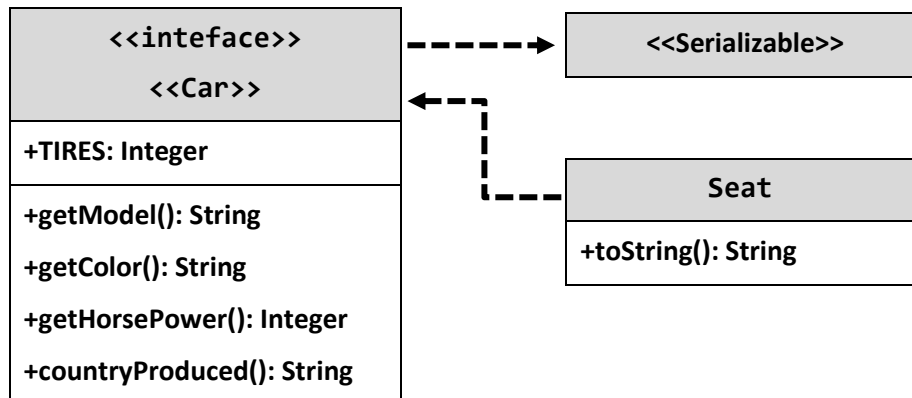 <<inteface>>
<<Car>>
+TIRES: Integer
+getModel(): String
+getColor(): String
+getHorsePower(): Integer
+countryProduced(): String
<<Serializable>>
Seat
+toString(): String